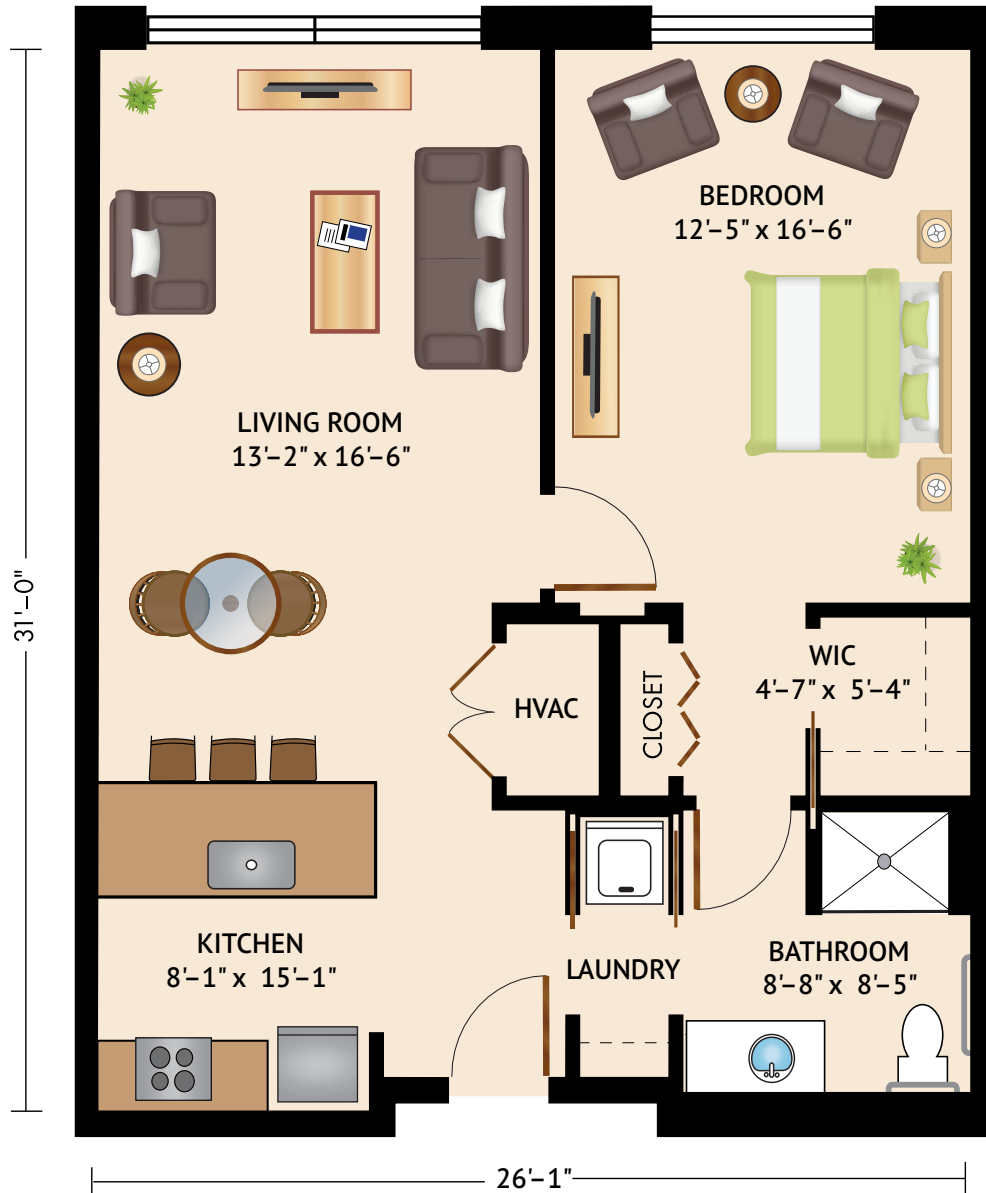 BEDROOM
12'–5" x 16'–6"
LIVING ROOM
13'–2" x 16'–6"
31'–0"
WIC
4'–7" x 5'–4"
HVAC
CLOSET
KITCHEN
8'–1" x 15'–1"
LAUNDRY
BATHROOM
8'–8" x 8'–5"
26'–1"